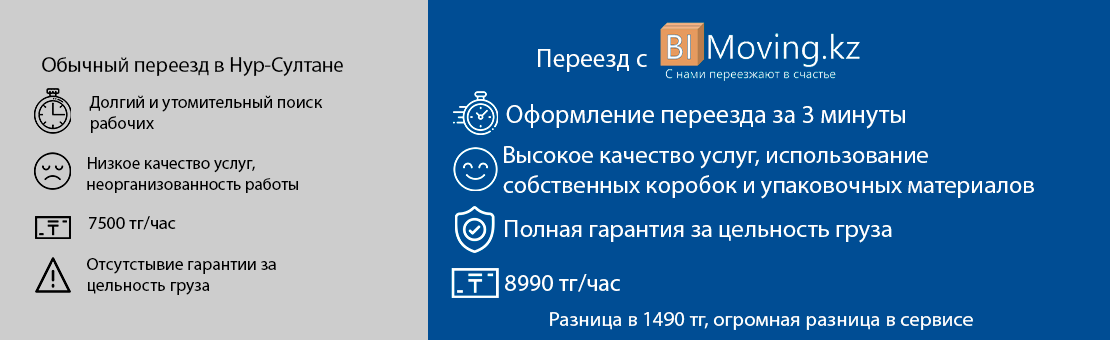 Обычный переезд в Нур-Султане
Долгий и утомительный поиск
рабочих
Низкое качество услуг,
неорганизованность работы
7500 тг/час
Отсутстывие гарантии за
цельность груза
Переезд с BI Moving.kz
С нами переезжают в счастье
Оформление переезда за 3 минуты
Высокое качество услуг, использование
собственных коробок и упаковочных материалов
Полная гарантия за цельность груза
8990 тг/час
Разница в 1490 тг, огромная разница в сервисе